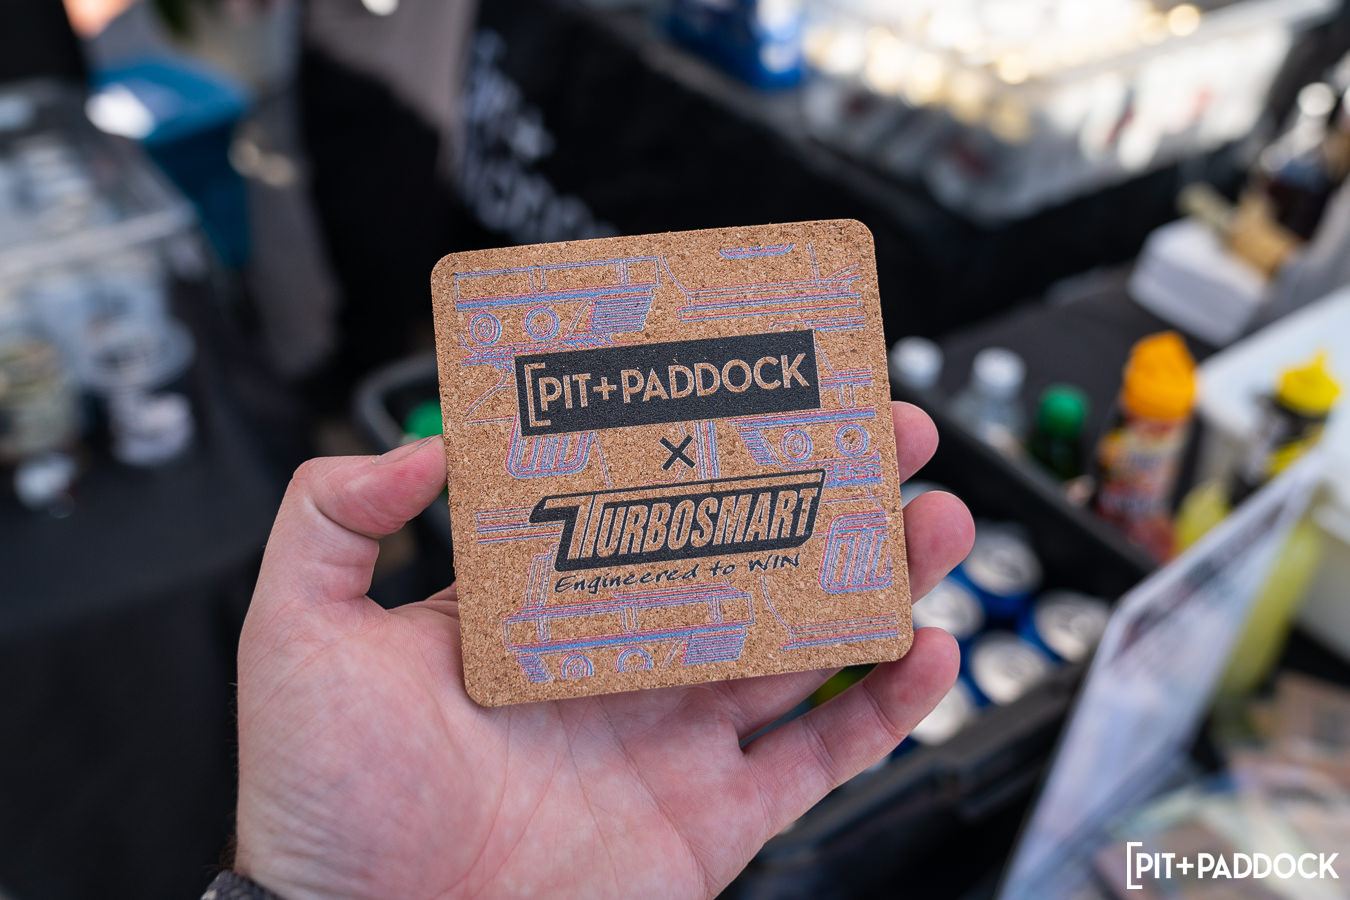 [PIT+PADDOCK
×
TURBOSMART
Engineered to WIN
[PIT+PADDOCK